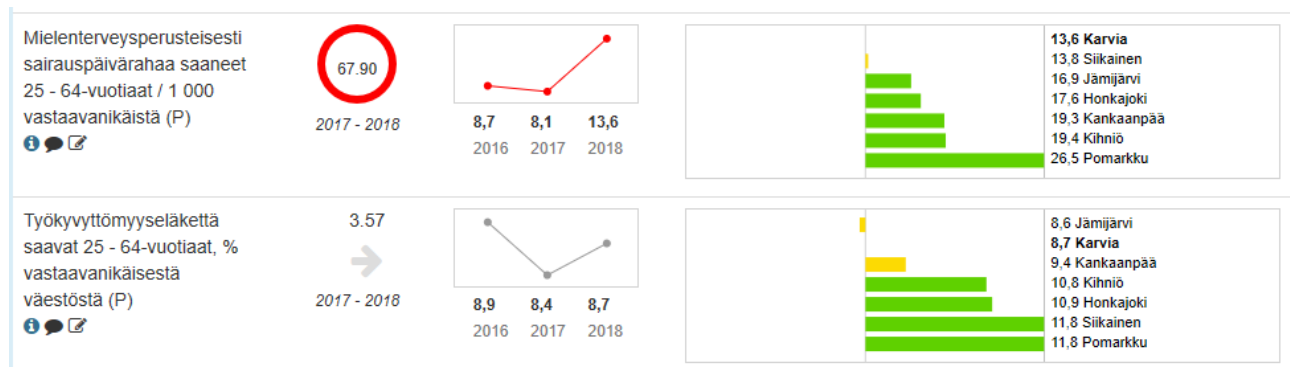 Mielenterveysperusteisesti
sairauspäivärahaa saaneet
25 - 64-vuotiaat / 1 000
vastaavanikäistä (P)
67.90
2017 - 2018
8,7 8,1 13,6
2016 2017 2018
13,6 Karvia
13,8 Siikainen
16,9 Jämijärvi
17,6 Honkajoki
19,3 Kankaanpää
19,4 Kihniö
26,5 Pomarkku
Työkyvyttömyyseläkettä
saavat 25 - 64-vuotiaat, %
vastaavanikäisestä
väestöstä (P)
3.57
2017 - 2018
8,9 8,4 8,7
2016 2017 2018
8,6 Jämijärvi
8,7 Karvia
9,4 Kankaanpää
10,8 Kihniö
10,9 Honkajoki
11,8 Siikainen
11,8 Pomarkku